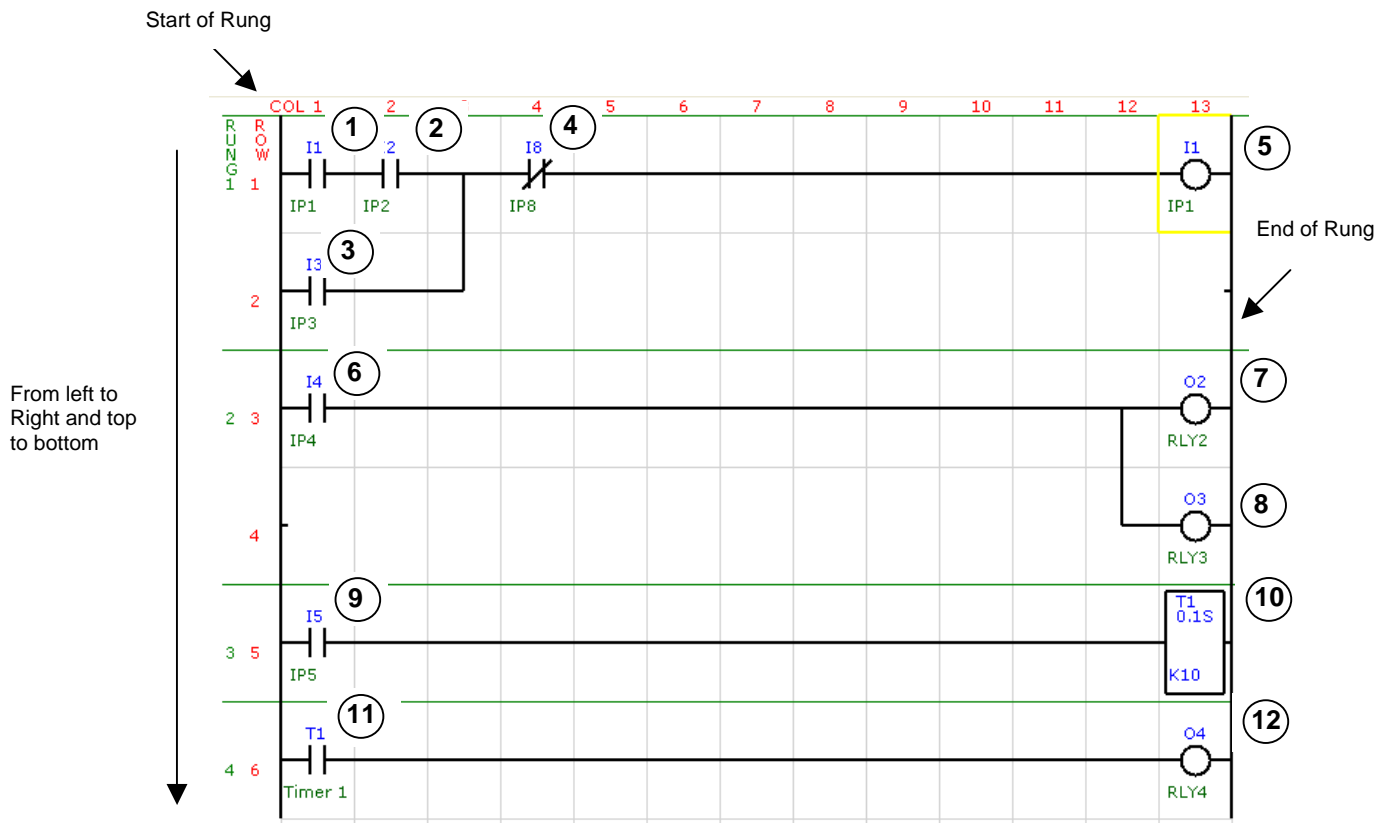 Start of Rung
COL 1 2 4 5 6 7 8 9 10 11 12 13
RUNG ROW
1 2 4
I1 I8 I1
5
1 1
IP1 IP2 IP8 IP1
3
End of Rung
I3
2
IP3
6 7
I4 O2
From left to
Right and top
to bottom
2 3
IP4 RLY2
8
O3
4
RLY3
9 10
I5 T1
0.1S
3 5
IP5 K10
11 12
T1 O4
4 6
Timer 1 RLY4